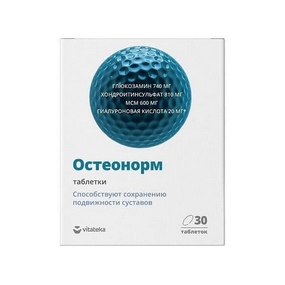 ГЛЮКОЗАМИН 740 МГ
ХОНДРОИТИНСУЛЬФАТ 810 МГ
МСМ 600 МГ
ГИАЛУРОНОВАЯ КИСЛОТА 20 МГ*
Остеонорм
таблетки
Способствуют сохранению
подвижности суставов
vitateka
30
таблеток